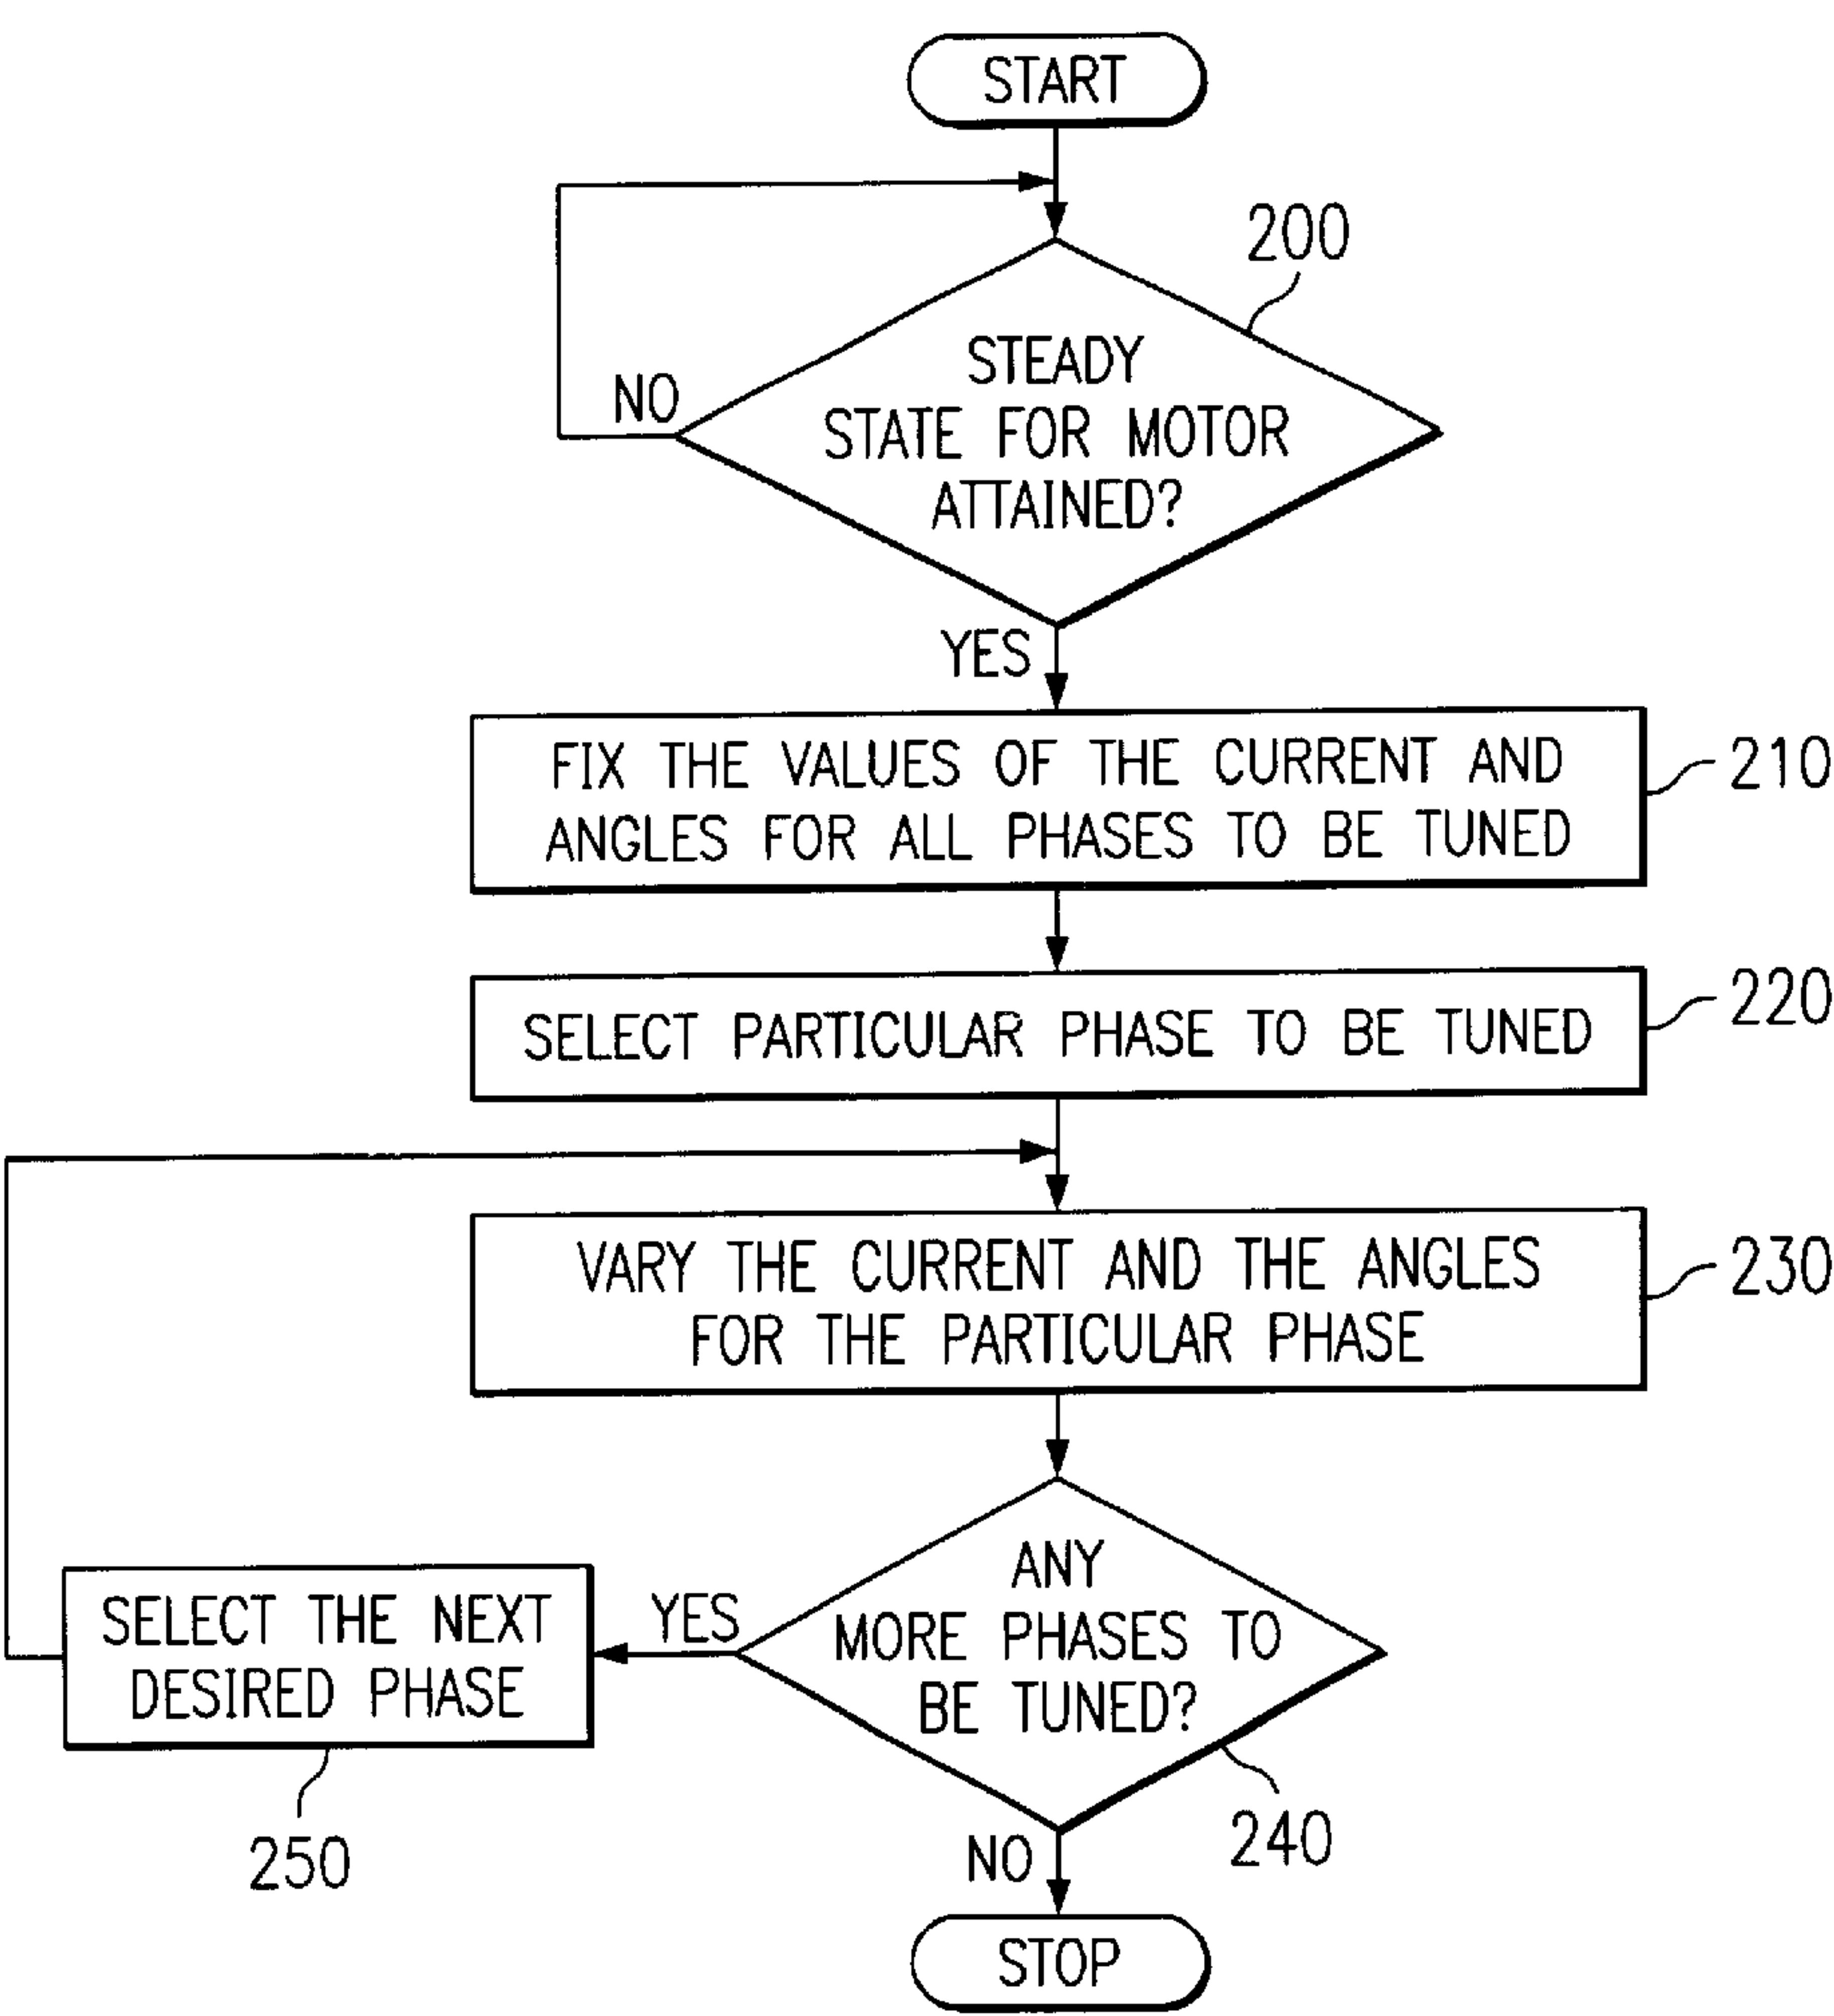 START
200
STEADY
STATE FOR MOTOR
ATTAINED?
NO
YES
FIX THE VALUES OF THE CURRENT AND
ANGLES FOR ALL PHASES TO BE TUNED
210
SELECT PARTICULAR PHASE TO BE TUNED
220
VARY THE CURRENT AND THE ANGLES
FOR THE PARTICULAR PHASE
230
ANY
MORE PHASES TO
BE TUNED?
240
YES
SELECT THE NEXT
DESIRED PHASE
250
NO
STOP